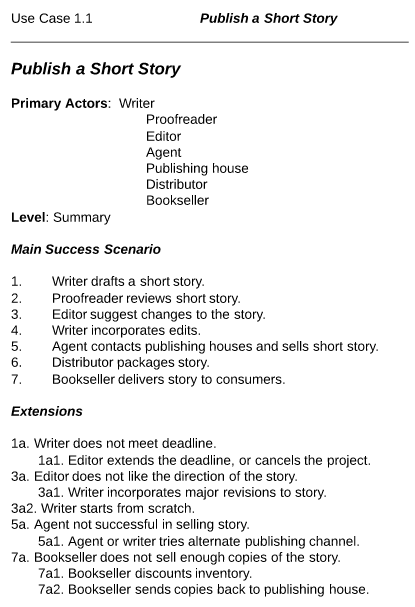 Use Case 1.1 Publish a Short Story
Publish a Short Story
Primary Actors: Writer
Proofreader
Editor
Agent
Publishing house
Distributor
Bookseller
Level: Summary
Main Success Scenario
1. Writer drafts a short story.
2. Proofreader reviews short story.
3. Editor suggest changes to the story.
4. Writer incorporates edits.
5. Agent contacts publishing houses and sells short story.
6. Distributor packages story.
7. Bookseller delivers story to consumers.
Extensions
1a. Writer does not meet deadline.
1a1. Editor extends the deadline, or cancels the project.
3a. Editor does not like the direction of the story.
3a1. Writer incorporates major revisions to story.
3a2. Writer starts from scratch.
5a. Agent not successful in selling story.
5a1. Agent or writer tries alternate publishing channel.
7a. Bookseller does not sell enough copies of the story.
7a1. Bookseller discounts inventory.
7a2. Bookseller sends copies back to publishing house.